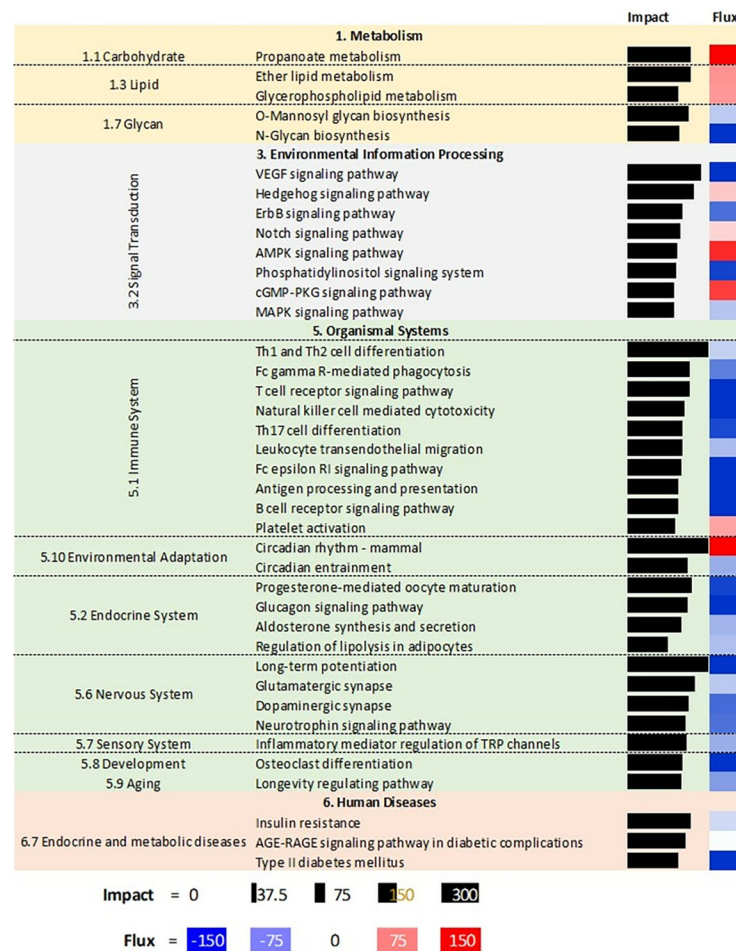 Impact Flux
1. Metabolism
1.1 Carbohydrate Propanoate metabolism
1.3 Lipid Ether lipid metabolism
Glycerophospholipid metabolism
1.7 Glycan O-Mannosyl glycan biosynthesis
N-Glycan biosynthesis
3. Environmental Information Processing
3.2 Signal Transduction
VEGF signaling pathway
Hedgehog signaling pathway
ErbB signaling pathway
Notch signaling pathway
AMPK signaling pathway
Phosphatidylinositol signaling system
cGMP-PKG signaling pathway
MAPK signaling pathway
5. Organismal Systems
5.1 Immune System
Th1 and Th2 cell differentiation
Fc gamma R-mediated phagocytosis
T cell receptor signaling pathway
Natural killer cell mediated cytotoxicity
Th17 cell differentiation
Leukocyte transendothelial migration
Fc epsilon RI signaling pathway
Antigen processing and presentation
B cell receptor signaling pathway
Platelet activation
5.10 Environmental Adaptation Circadian rhythm - mammal
Circadian entrainment
5.2 Endocrine System
Progesterone-mediated oocyte maturation
Glucagon signaling pathway
Aldosterone synthesis and secretion
Regulation of lipolysis in adipocytes
5.6 Nervous System
Long-term potentiation
Glutamatergic synapse
Dopaminergic synapse
Neurotrophin signaling pathway
5.7 Sensory System Inflammatory mediator regulation of TRP channels
5.8 Development Osteoclast differentiation
5.9 Aging Longevity regulating pathway
6. Human Diseases
Insulin resistance
6.7 Endocrine and metabolic diseases AGE-RAGE signaling pathway in diabetic complications
Type II diabetes mellitus
Impact = 0 37.5 75 150 300
Flux = -150 -75 0 75 150